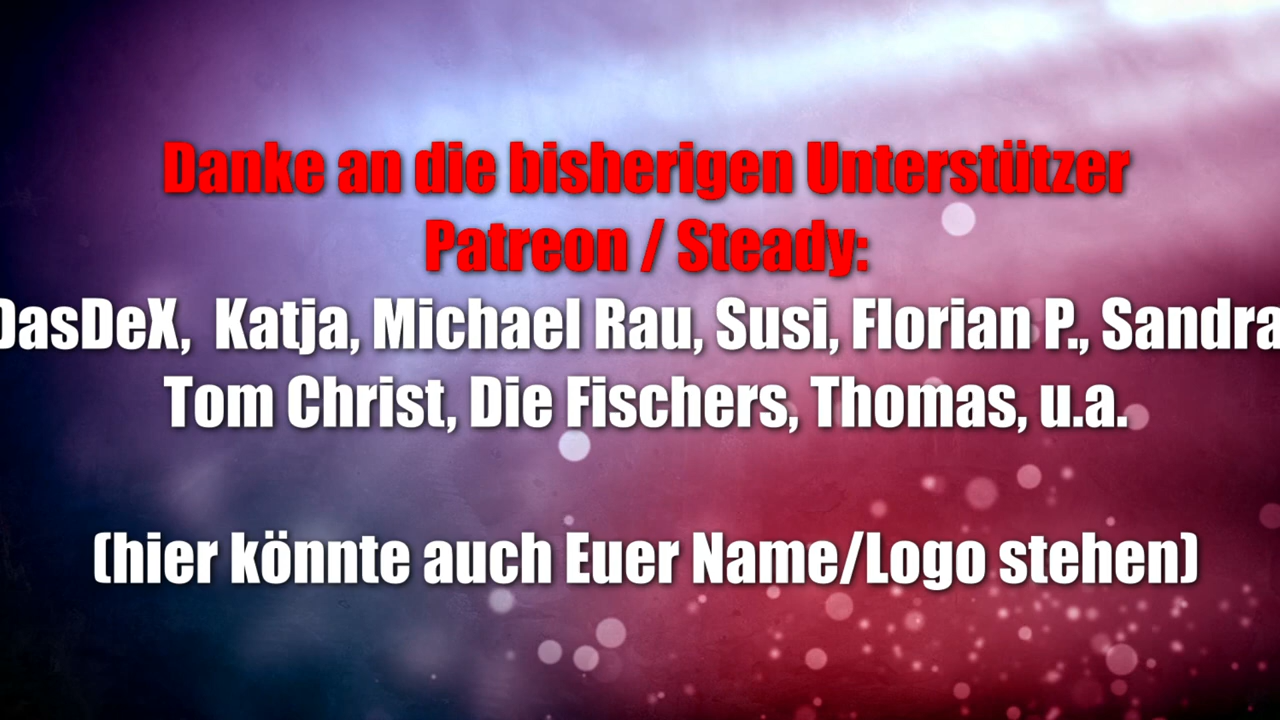 Danke an die bisherigen Unterstützer
Patreon / Steady:
DasDeX, Katja, Michael Rau, Susi, Florian P., Sandra
Tom Christ, Die Fischers, Thomas, u.a.
(hier könnte auch Euer Name/Logo stehen)